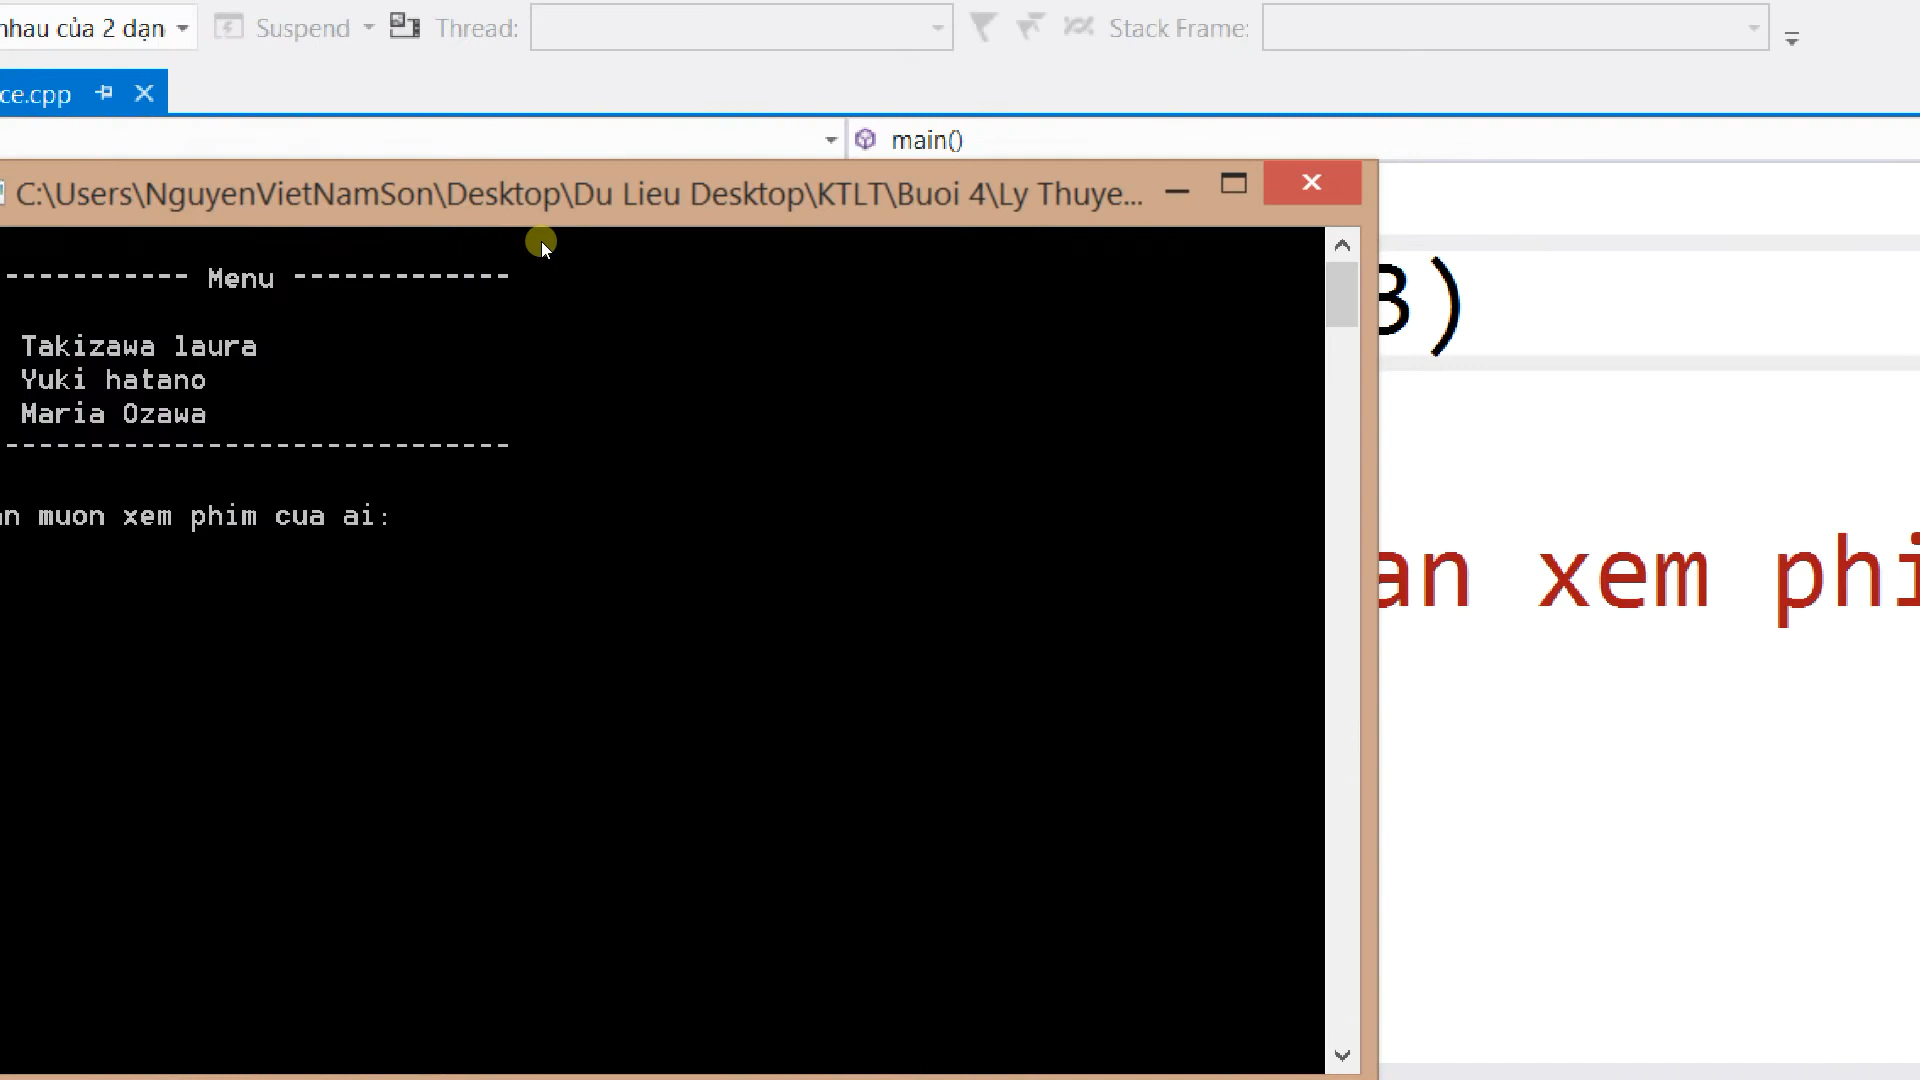 nhau của 2 dạn Suspend Thread: Stack Frame:
ce.cpp
main()
C:\Users\NguyenVietNamSon\Desktop\Du Lieu Desktop\KTLT\Buoi 4\Ly Thuye...
----------- Menu -------------
3)
Takizawa laura
Yuki hatano
Maria Ozawa
------------------------------
an muon xem phim cua ai:
an xem phi